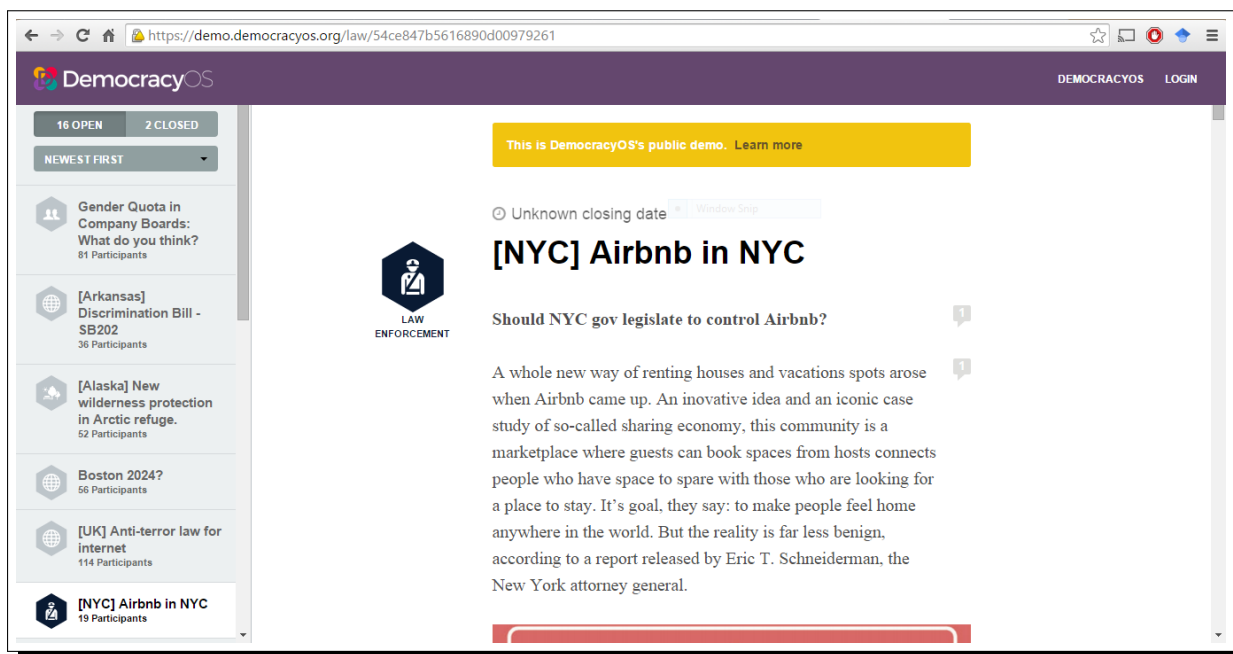 https://demo.democracyos.org/law/54ce847b5616890d00979261
DemocracyOS
DEMOCRACYOS LOGIN
16 OPEN 2 CLOSED
NEWEST FIRST
Gender Quota in
Company Boards:
What do you think?
81 Participants
[Arkansas]
Discrimination Bill -
SB202
36 Participants
[Alaska] New
wilderness protection
in Arctic refuge.
52 Participants
Boston 2024?
56 Participants
[UK] Anti-terror law for
internet
114 Participants
[NYC] Airbnb in NYC
19 Participants
This is DemocracyOS's public demo. Learn more
Unknown closing date
Window Snip
[NYC] Airbnb in NYC
LAW
ENFORCEMENT
Should NYC gov legislate to control Airbnb?
1
A whole new way of renting houses and vacations spots arose
1
when Airbnb came up. An inovative idea and an iconic case
study of so-called sharing economy, this community is a
marketplace where guests can book spaces from hosts connects
people who have space to spare with those who are looking for
a place to stay. It's goal, they say: to make people feel home
anywhere in the world. But the reality is far less benign,
according to a report released by Eric T. Schneiderman, the
New York attorney general.